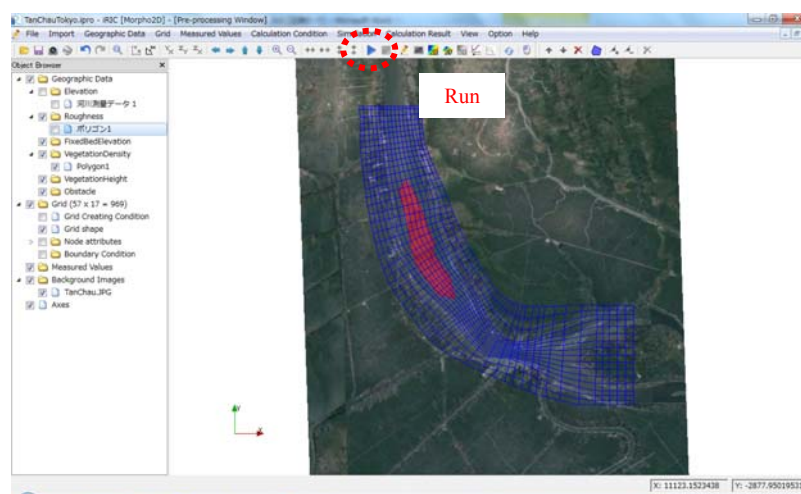 TanChauTokyo.ipro - iRIC [Morpho2D] - [Pre-processing Window]
File Import Geographic Data Grid Measured Values Calculation Condition Simulation Calculation Result View Option Help
Run
Object Browser
Geographic Data
Elevation
河川測量データ 1
Roughness
ポリゴン1
FixedBedElevation
VegetationDensity
Polygon1
VegetationHeight
Obstacle
Grid (57 x 17 = 969)
Grid Creating Condition
Grid shape
Node attributes
Boundary Condition
Measured Values
Background Images
TanChau.JPG
Axes
Y
X: 11123.1523438 Y: -2877.95019531